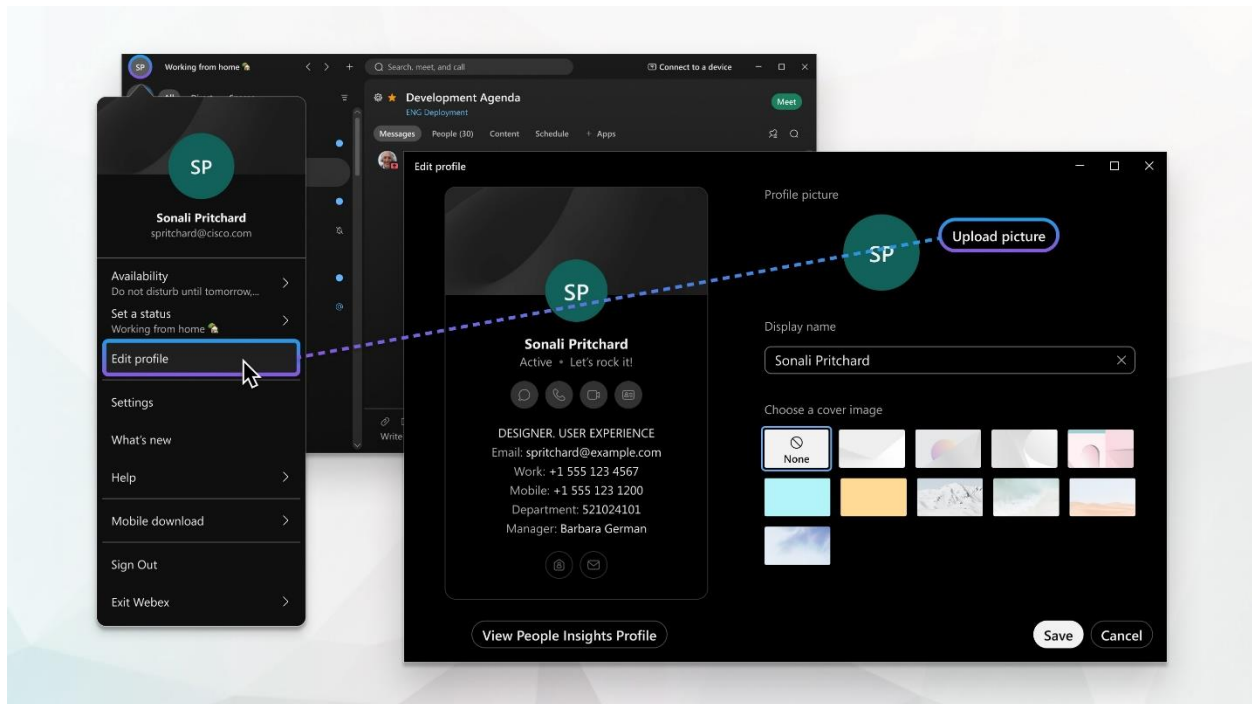 SP
Working from home
Search, meet, and call
Connect to a device
Development Agenda
ENG Deployment
Meet
Messages
People (30)
Content
Schedule
+ Apps
Write
SP
Sonali Pritchard
spritchard@cisco.com
Availability
Do not disturb until tomorrow,...
Set a status
Working from home
Edit profile
Settings
What's new
Help
Mobile download
Sign Out
Exit Webex
Edit profile
SP
Sonali Pritchard
Active • Let's rock it!
DESIGNER. USER EXPERIENCE
Email: spritchard@example.com
Work: +1 555 123 4567
Mobile: +1 555 123 1200
Department: 521024101
Manager: Barbara German
View People Insights Profile
Profile picture
SP
Upload picture
Display name
Sonali Pritchard
Choose a cover image
None
Save
Cancel